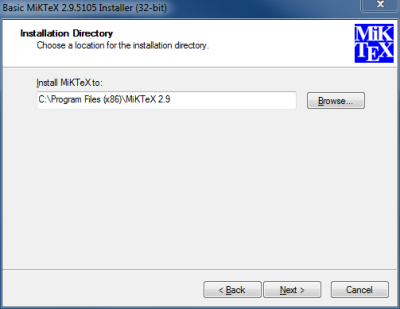 Basic MiKTeX 2.9.5105 Installer (32-bit)
x
Installation Directory
Choose a location for the installation directory.
MiK
TEX
Install MiKTeX to:
C:\Program Files (x86)\MiKTeX 2.9
Browse...
< Back
Next >
Cancel